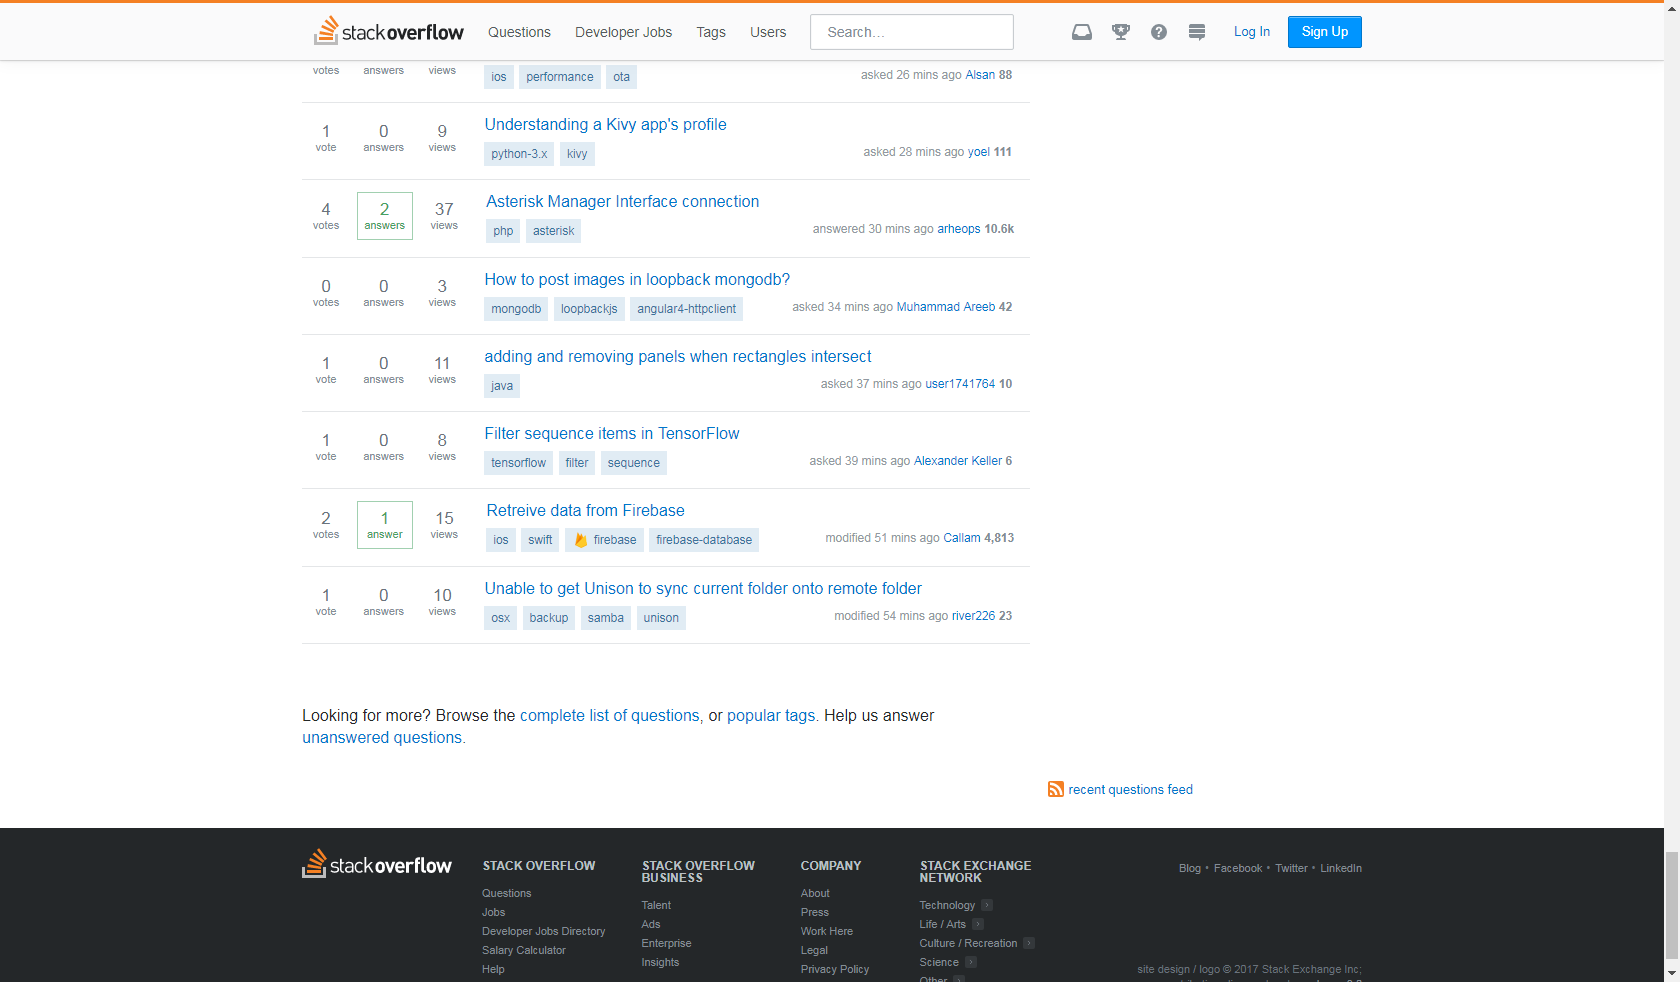 stackoverflow Questions Developer Jobs Tags Users Search... Log In Sign Up
votes answers views ios performance ota asked 26 mins ago Alsan 88
1 0 9 Understanding a Kivy app's profile
vote answers views python-3.x kivy asked 28 mins ago yoel 111
4 2 37 Asterisk Manager Interface connection
votes answers views php asterisk answered 30 mins ago arheops 10.6k
0 0 3 How to post images in loopback mongodb?
votes answers views mongodb loopbackjs angular4-httpclient asked 34 mins ago Muhammad Areeb 42
1 0 11 adding and removing panels when rectangles intersect
vote answers views java asked 37 mins ago user1741764 10
1 0 8 Filter sequence items in TensorFlow
vote answers views tensorflow filter sequence asked 39 mins ago Alexander Keller 6
2 1 15 Retreive data from Firebase
votes answer views ios swift firebase firebase-database modified 51 mins ago Callam 4,813
1 0 10 Unable to get Unison to sync current folder onto remote folder
vote answers views osx backup samba unison modified 54 mins ago river226 23
Looking for more? Browse the complete list of questions, or popular tags. Help us answer
unanswered questions.
recent questions feed
stackoverflow
STACK OVERFLOW
Questions
Jobs
Developer Jobs Directory
Salary Calculator
Help
STACK OVERFLOW
BUSINESS
Talent
Ads
Enterprise
Insights
COMPANY
About
Press
Work Here
Legal
Privacy Policy
STACK EXCHANGE
NETWORK
Technology
Life / Arts
Culture / Recreation
Science
Other
Blog • Facebook • Twitter • LinkedIn
site design / logo © 2017 Stack Exchange Inc;